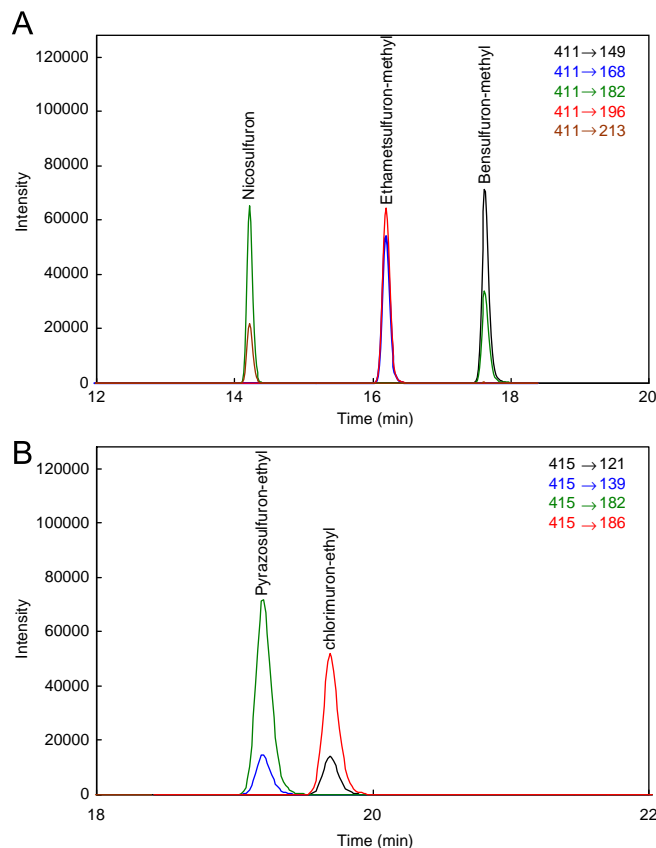 A
120000
100000
80000
60000
40000
20000
0
Intensity
Nicosulfuron
Ethametsulfuron-methyl
Bensulfuron-methyl
411→149
411→168
411→182
411→196
411→213
12
14
16
18
20
Time (min)
B
120000
100000
80000
60000
40000
20000
0
Intensity
Pyrazosulfuron-ethyl
chlorimuron-ethyl
415 →121
415 →139
415 →182
415 →186
18
20
22
Time (min)